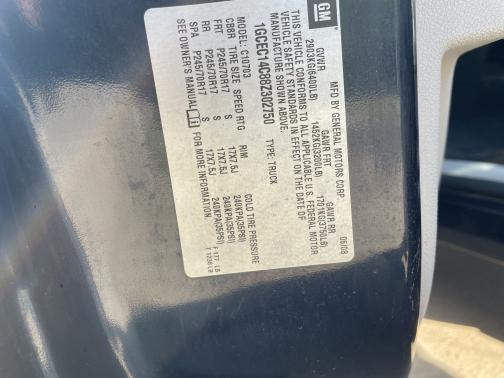 GM
MFD BY GENERAL MOTORS CORP. 06/08
GVWR GAWR FRT GAWR RR
2903KG(6400LB) 1452KG(3200LB) 1701KG(3750LB)
THIS VEHICLE CONFORMS TO ALL APPLICABLE U.S. FEDERAL MOTOR
VEHICLE SAFETY STANDARDS IN EFFECT ON THE DATE OF
MANUFACTURE SHOWN ABOVE.
1GCEC14C88Z302750 TYPE: TRUCK
MODEL: C10703
CB8R TIRE SIZE SPEED RTG RIM COLD TIRE PRESSURE
FRT P245/70R17 S 17X7.5J 240KPA(35PSI)
RR P245/70R17 S 17X7.5J 240KPA(35PSI)
SPA P245/70R17 S 17X7.5J 240KPA(35PSI)
SEE OWNER'S MANUAL FOR MORE INFORMATION.